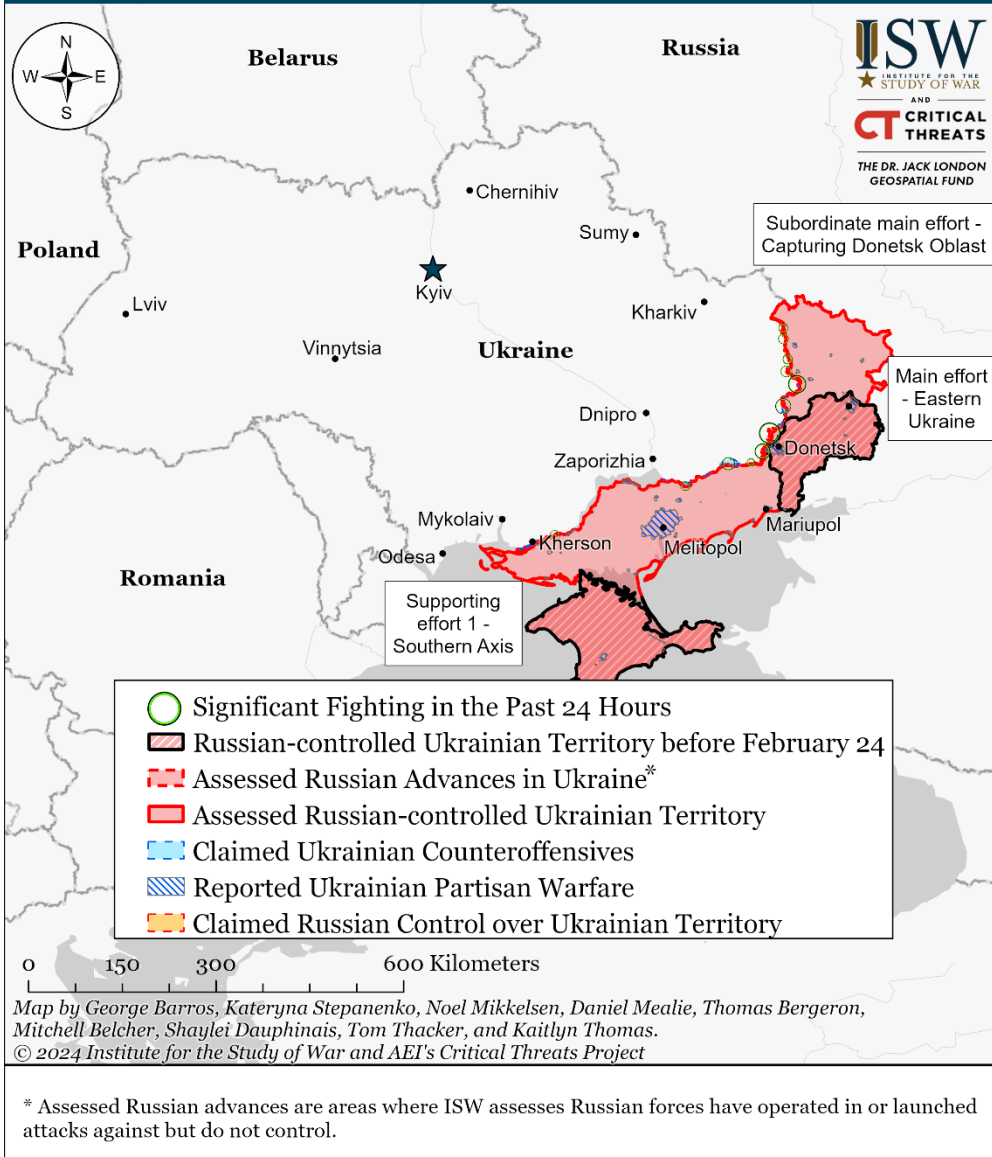 N
W
E
S
Belarus
Russia
ISW
INSTITUTE FOR THE
STUDY OF WAR
AND
CT CRITICAL
THREATS
THE DR. JACK LONDON
GEOSPATIAL FUND
Chernihiv
Sumy
Subordinate main effort -
Capturing Donetsk Oblast
Poland
Kyiv
Lviv
Kharkiv
Vinnytsia
Ukraine
Main effort
- Eastern
Ukraine
Dnipro
Donetsk
Zaporizhia
Mykolaiv
Mariupol
Kherson
Melitopol
Odesa
Romania
Supporting
effort 1 -
Southern Axis
Significant Fighting in the Past 24 Hours
Russian-controlled Ukrainian Territory before February 24
Assessed Russian Advances in Ukraine*
Assessed Russian-controlled Ukrainian Territory
Claimed Ukrainian Counteroffensives
Reported Ukrainian Partisan Warfare
Claimed Russian Control over Ukrainian Territory
0 150 300 600 Kilometers
Map by George Barros, Kateryna Stepanenko, Noel Mikkelsen, Daniel Mealie, Thomas Bergeron,
Mitchell Belcher, Shaylei Dauphinais, Tom Thacker, and Kaitlyn Thomas.
© 2024 Institute for the Study of War and AEI's Critical Threats Project
* Assessed Russian advances are areas where ISW assesses Russian forces have operated in or launched
attacks against but do not control.